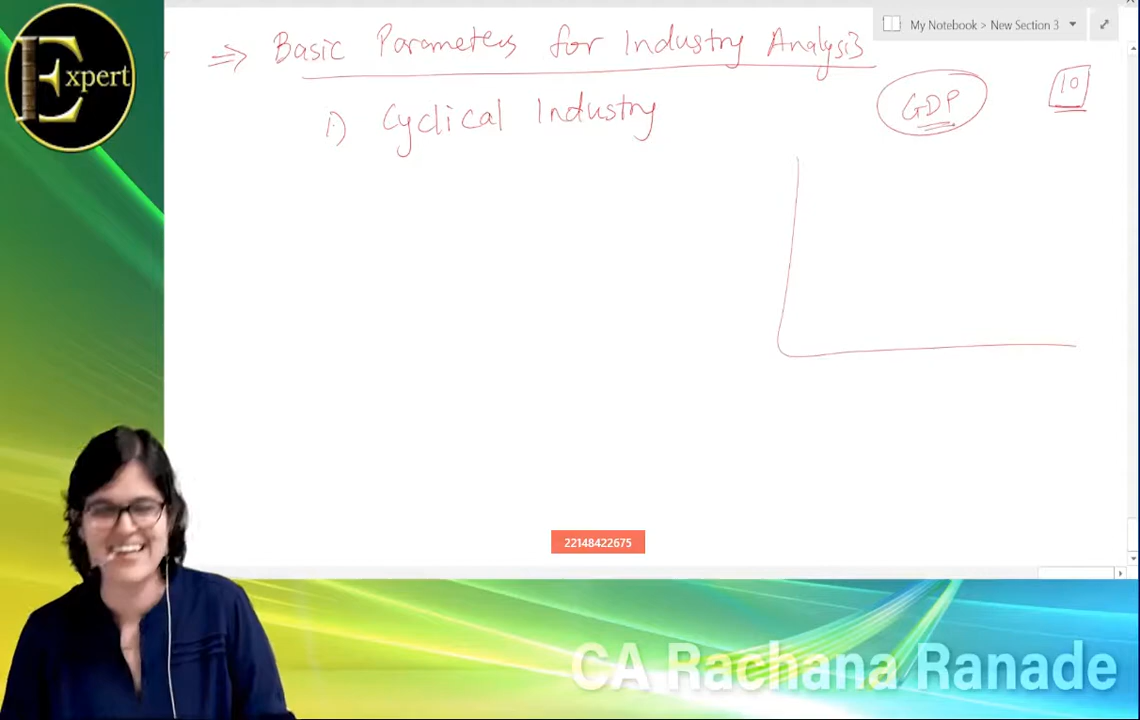 Expert
My Notebook > New Section 3
⇒ Basic Parameters for Industry Analysis
1) Cyclical Industry
GDP
10
22148422675
CA Rachana Ranade